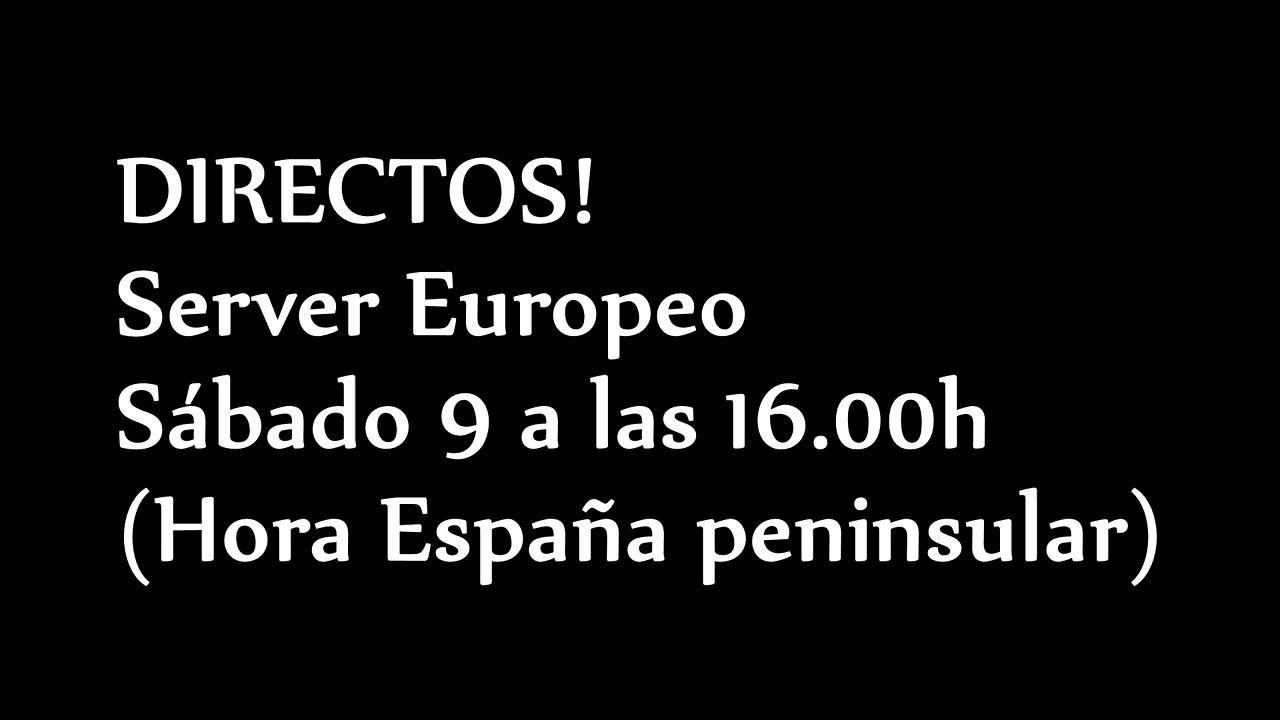 DIRECTOS!
Server Europeo
Sábado 9 a las 16.00h
(Hora España peninsular)